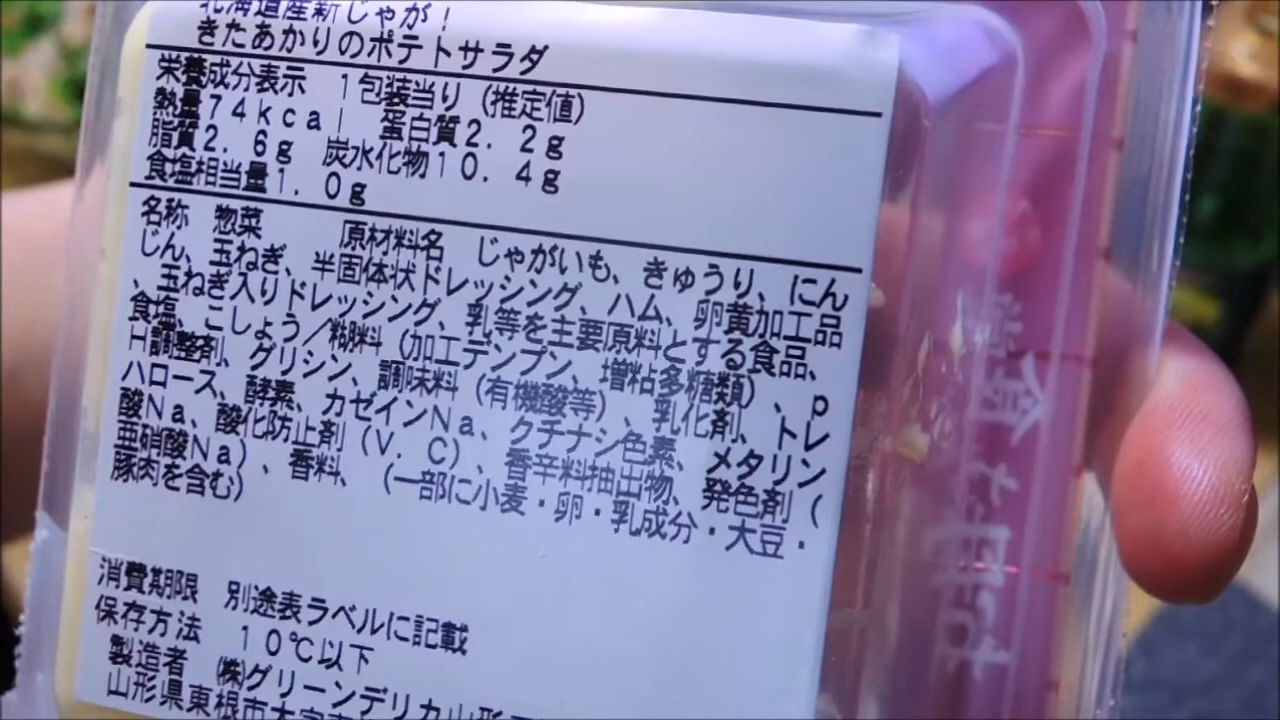 北海道産新じゃが！
きたあかりのポテトサラダ
栄養成分表示　１包装当り（推定値）
熱量７４ｋｃａｌ　蛋白質２．２ｇ
脂質２．６ｇ　炭水化物１０．４ｇ
食塩相当量１．０ｇ
名称　惣菜　　　原材料名　じゃがいも、きゅうり、にん
じん、玉ねぎ、半固体状ドレッシング、ハム、卵黄加工品
、玉ねぎ入りドレッシング、乳等を主要原料とする食品、
食塩、こしょう／糊料（加工デンプン、増粘多糖類）、ｐ
Ｈ調整剤、グリシン、調味料（有機酸等）、乳化剤、トレ
ハロース、酵素、カゼインＮａ、クチナシ色素、メタリン
酸Ｎａ、酸化防止剤（Ｖ．Ｃ）、香辛料抽出物、発色剤（
亜硝酸Ｎａ）、香料、（一部に小麦・卵・乳成分・大豆・
豚肉を含む）
消費期限　別途表ラベルに記載
保存方法　１０℃以下
製造者　㈱グリーンデリカ山形
山形県東根市大字